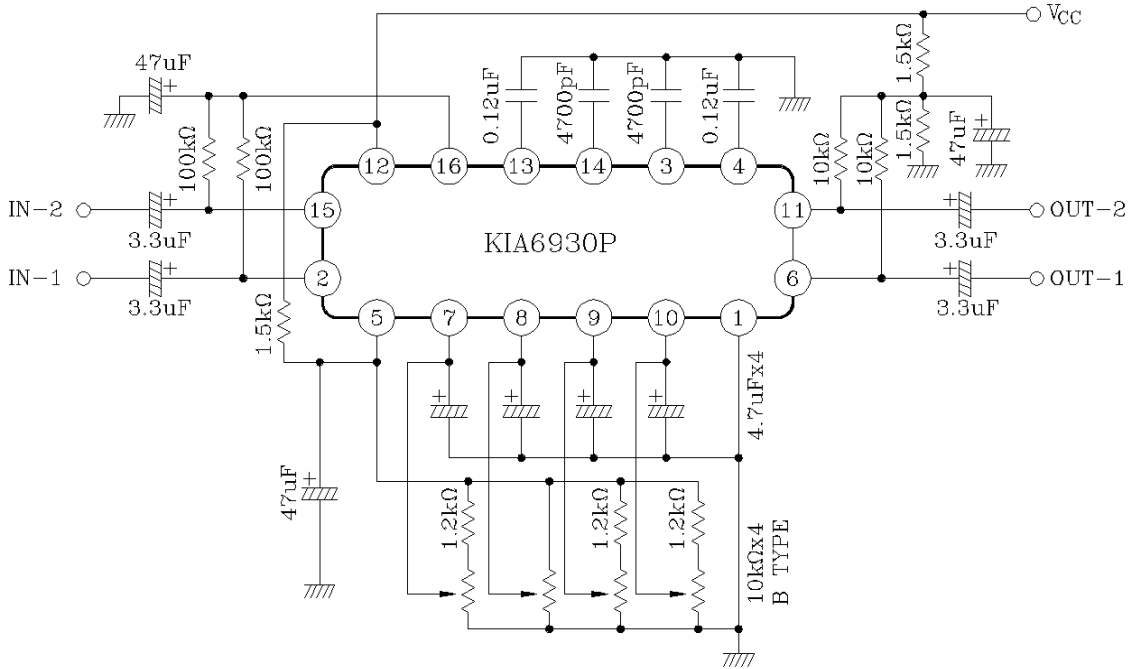 VCC
47uF
+
100kΩ
100kΩ
0.12uF
4700pF
4700pF
0.12uF
1.5kΩ
1.5kΩ
10kΩ
10kΩ
47uF
+
12
16
13
14
3
4
IN-2
+
3.3uF
15
11
+
3.3uF
OUT-2
KIA6930P
IN-1
+
3.3uF
2
6
+
3.3uF
OUT-1
5
7
8
9
10
1
1.5kΩ
+
+
+
+
4.7uFx4
47uF
+
1.2kΩ
1.2kΩ
1.2kΩ
10kΩx4
B TYPE